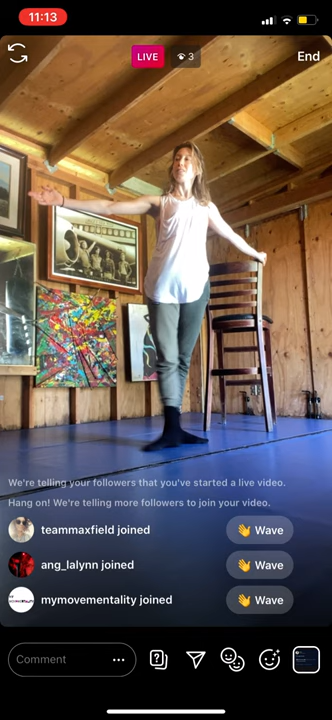 11:13
LIVE 3
End
We're telling your followers that you've started a live video.
Hang on! We're telling more followers to join your video.
teammaxfield joined
Wave
ang_lalynn joined
Wave
mymovementality joined
Wave
Comment